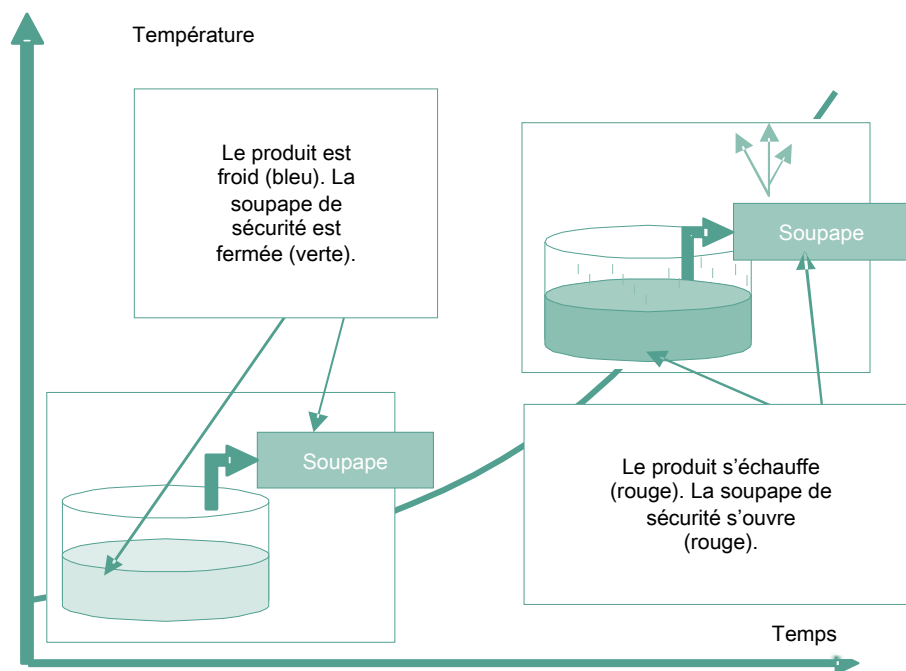 Température
Le produit est
froid (bleu). La
soupape de
sécurité est
fermée (verte).
Soupape
Soupape
Le produit s’échauffe
(rouge). La soupape de
sécurité s’ouvre
(rouge).
Temps